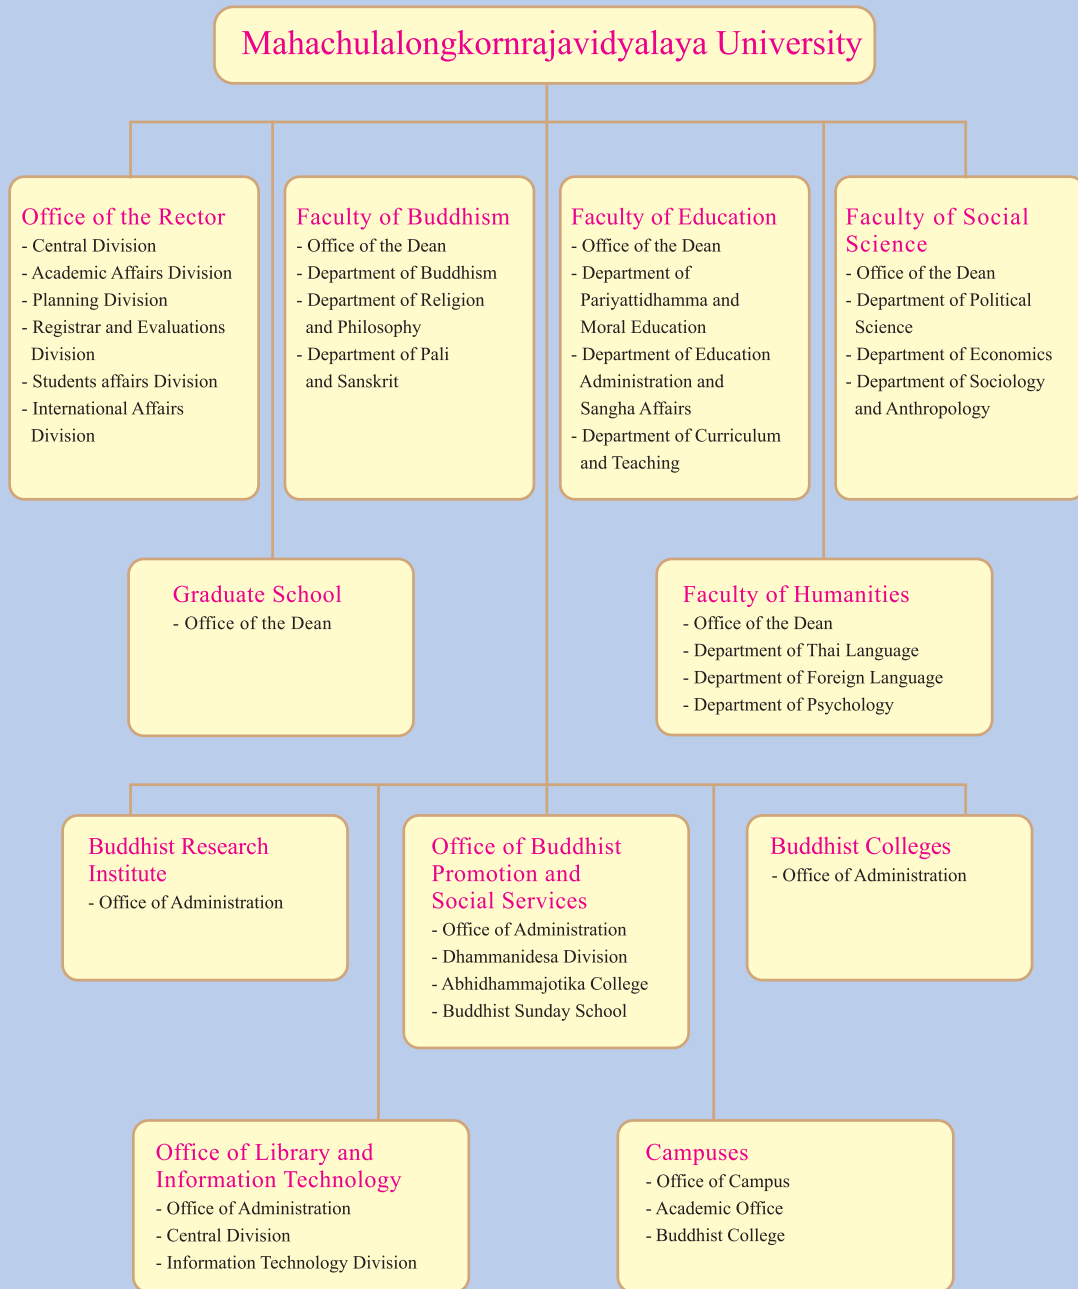 Mahachulalongkornrajavidyalaya University
Office of the Rector
- Central Division
- Academic Affairs Division
- Planning Division
- Registrar and Evaluations
Division
- Students affairs Division
- International Affairs
Division
Faculty of Buddhism
- Office of the Dean
- Department of Buddhism
- Department of Religion
and Philosophy
- Department of Pali
and Sanskrit
Faculty of Education
- Office of the Dean
- Department of
Pariyattidhamma and
Moral Education
- Department of Education
Administration and
Sangha Affairs
- Department of Curriculum
and Teaching
Faculty of Social
Science
- Office of the Dean
- Department of Political
Science
- Department of Economics
- Department of Sociology
and Anthropology
Graduate School
- Office of the Dean
Faculty of Humanities
- Office of the Dean
- Department of Thai Language
- Department of Foreign Language
- Department of Psychology
Buddhist Research
Institute
- Office of Administration
Office of Buddhist
Promotion and
Social Services
- Office of Administration
- Dhammanidesa Division
- Abhidhammajotika College
- Buddhist Sunday School
Buddhist Colleges
- Office of Administration
Office of Library and
Information Technology
- Office of Administration
- Central Division
- Information Technology Division
Campuses
- Office of Campus
- Academic Office
- Buddhist College